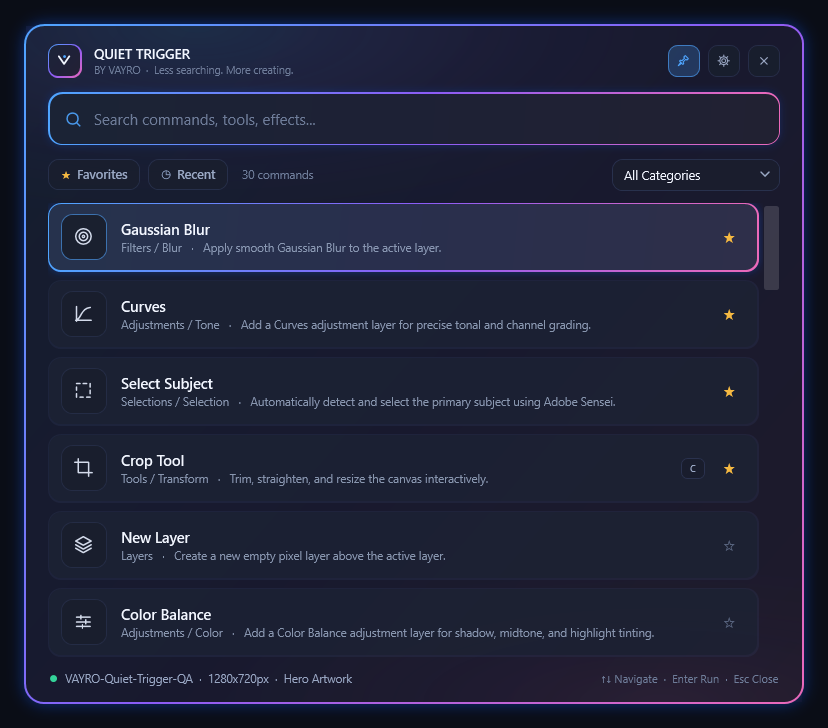 QUIET TRIGGER
BY VAYRO · Less searching. More creating.
Search commands, tools, effects...
★ Favorites
Recent
30 commands
All Categories
Gaussian Blur
Filters / Blur · Apply smooth Gaussian Blur to the active layer.
Curves
Adjustments / Tone · Add a Curves adjustment layer for precise tonal and channel grading.
Select Subject
Selections / Selection · Automatically detect and select the primary subject using Adobe Sensei.
Crop Tool
Tools / Transform · Trim, straighten, and resize the canvas interactively.
C
New Layer
Layers · Create a new empty pixel layer above the active layer.
Color Balance
Adjustments / Color · Add a Color Balance adjustment layer for shadow, midtone, and highlight tinting.
VAYRO-Quiet-Trigger-QA · 1280x720px · Hero Artwork
↑↓ Navigate · Enter Run · Esc Close